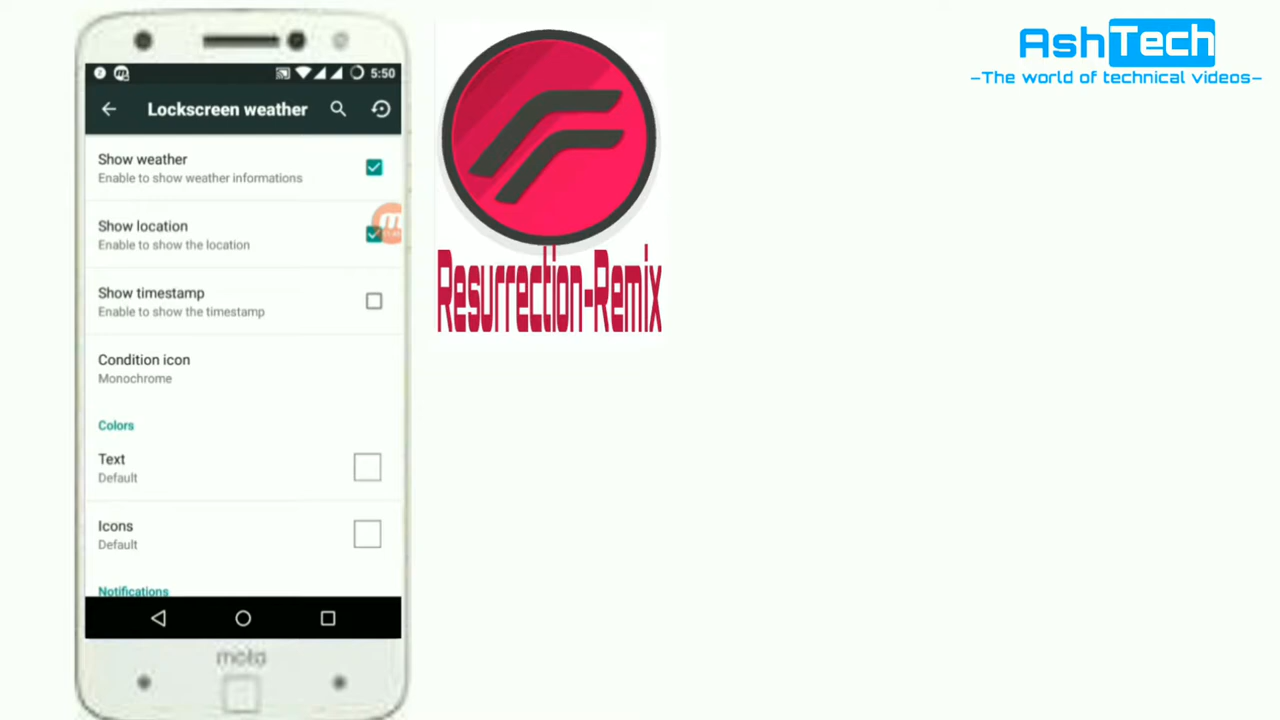 5:50
Lockscreen weather
Show weather
Enable to show weather informations
Show location
Enable to show the location
Show timestamp
Enable to show the timestamp
Condition icon
Monochrome
Colors
Text
Default
Icons
Default
Notifications
moto
Resurrection-Remix
AshTech
–The world of technical videos–